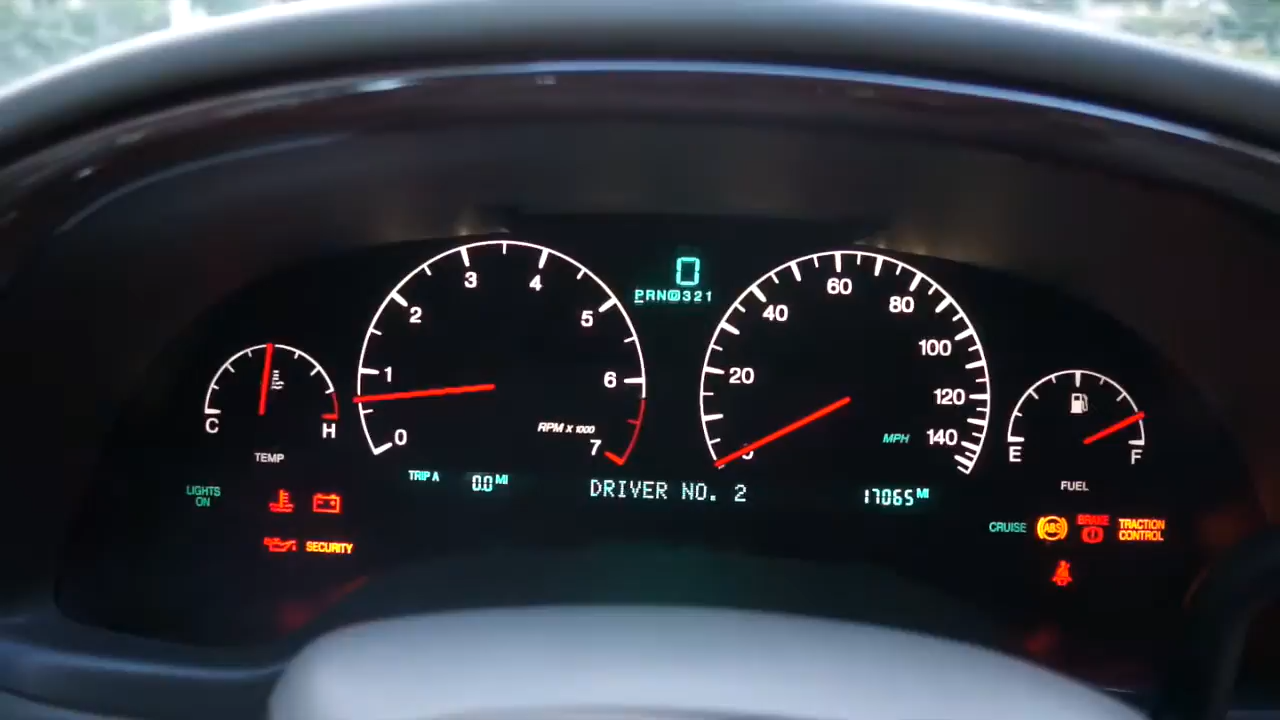 0
PRND321
3 4
2 5
1 6
0 7
RPM X 1000
60
40 80
20 100
120
140
MPH
C H
TEMP
E F
FUEL
TRIP A 0.0 MI
DRIVER NO. 2
17065 MI
LIGHTS
ON
SECURITY
CRUISE
ABS
BRAKE
TRACTION
CONTROL